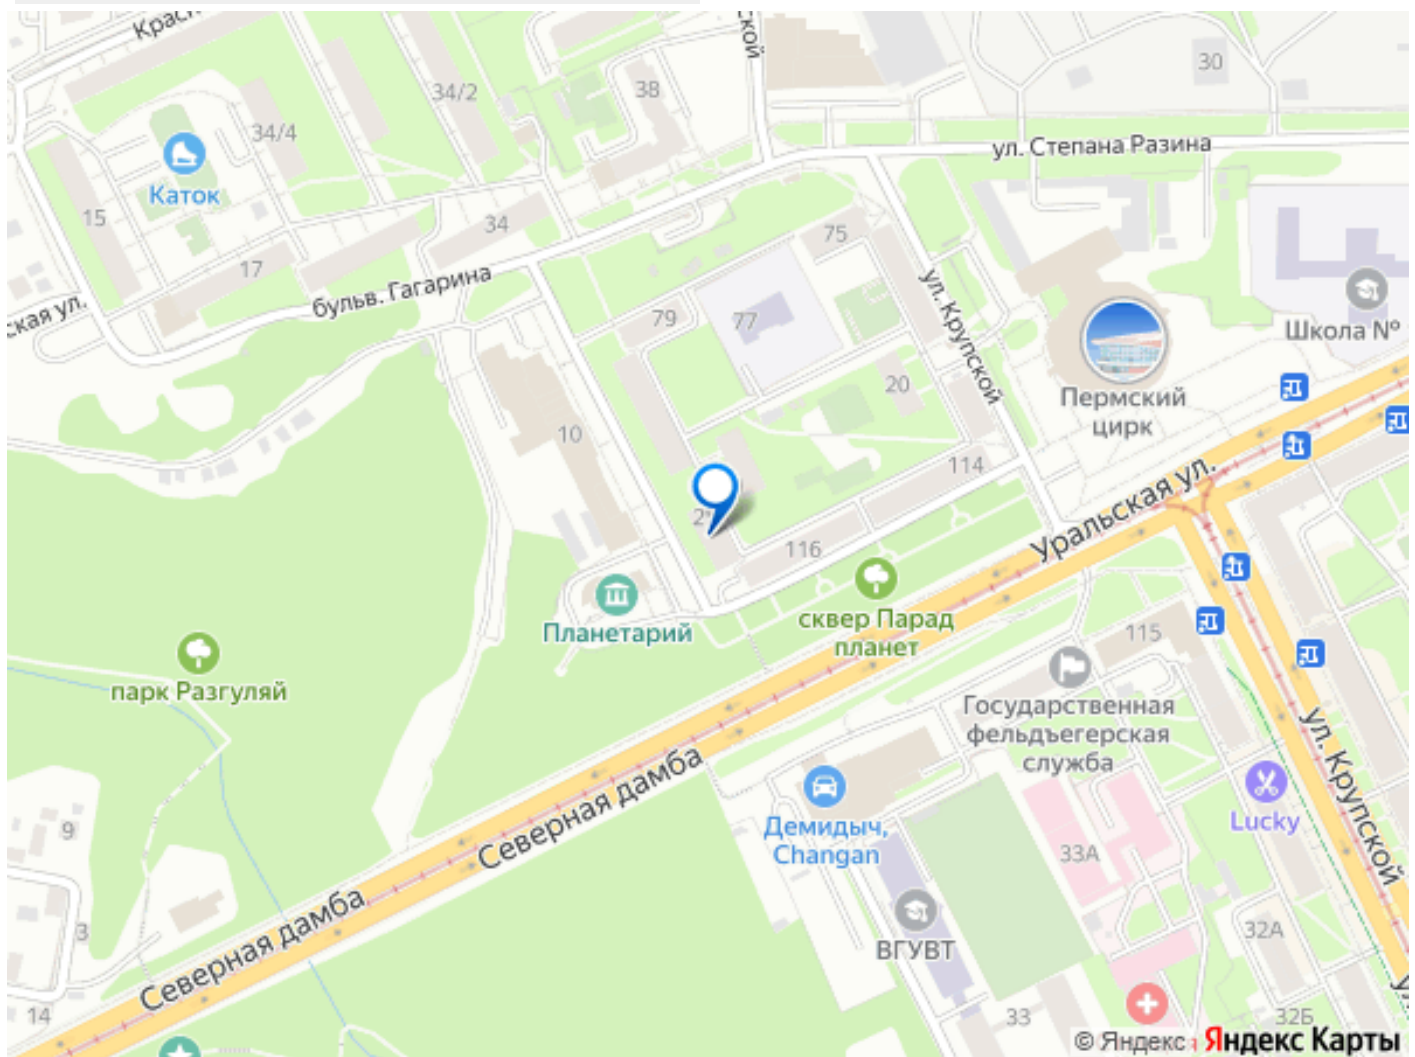 ской
30
38
34/2
34/4
ул. Степана Разина
Каток
15
34
75
17
бульв. Гагарина
ская ул.
79
77
ул. Крупской
Школа №
Пермский
цирк
20
10
114
Уральская ул.
116
Планетарий
сквер Парад
планет
115
парк Разгуляй
Государственная
фельдъегерская
служба
ул. Крупской
Северная дамба
Демидыч,
Changan
Lucky
9
33А
Северная дамба
3
ВГУВТ
32А
14
33
32Б
© Яндекс
Яндекс Карты